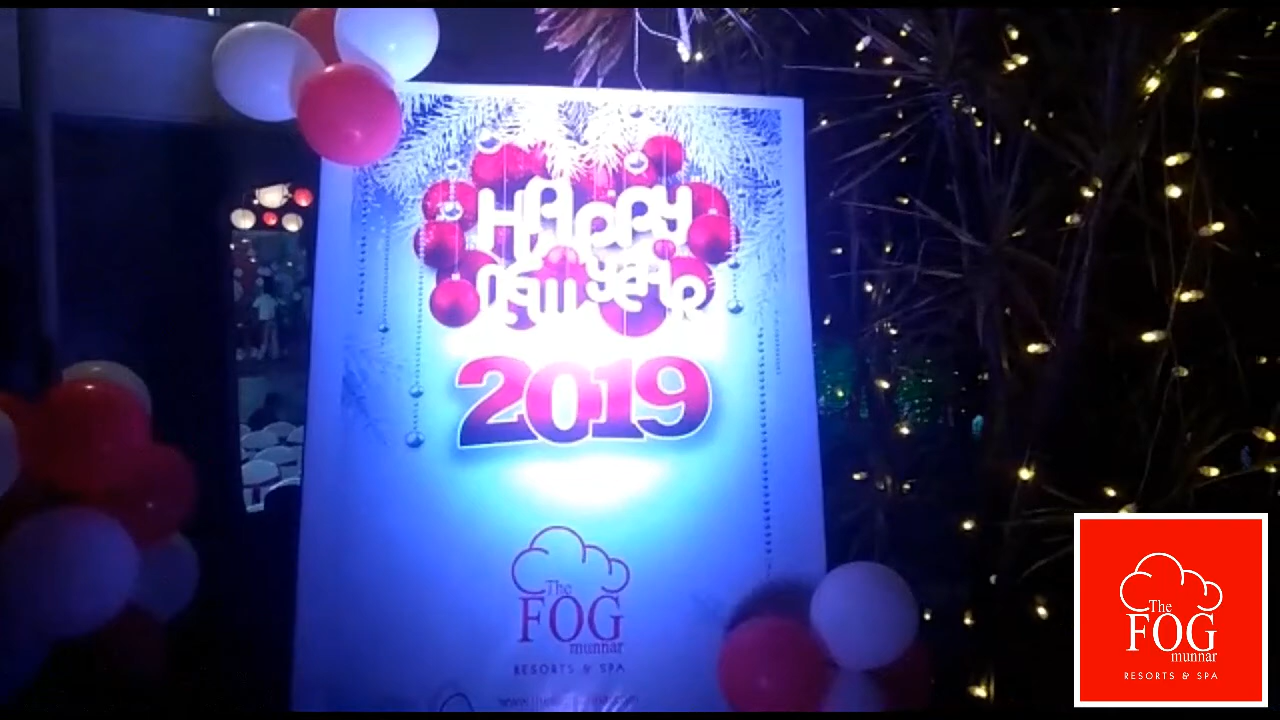 HAPPY
New year
2019
The
FOG
munnar
RESORTS & SPA
The
FOG
munnar
RESORTS & SPA